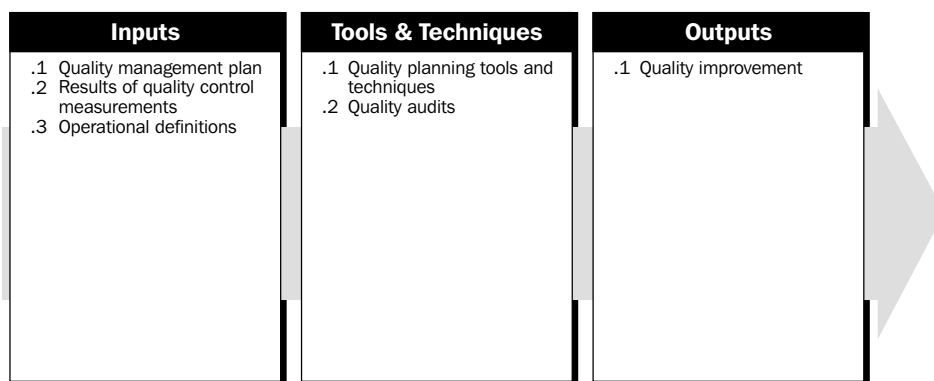 Inputs
.1 Quality management plan
.2 Results of quality control
measurements
.3 Operational definitions
Tools & Techniques
.1 Quality planning tools and
techniques
.2 Quality audits
Outputs
.1 Quality improvement